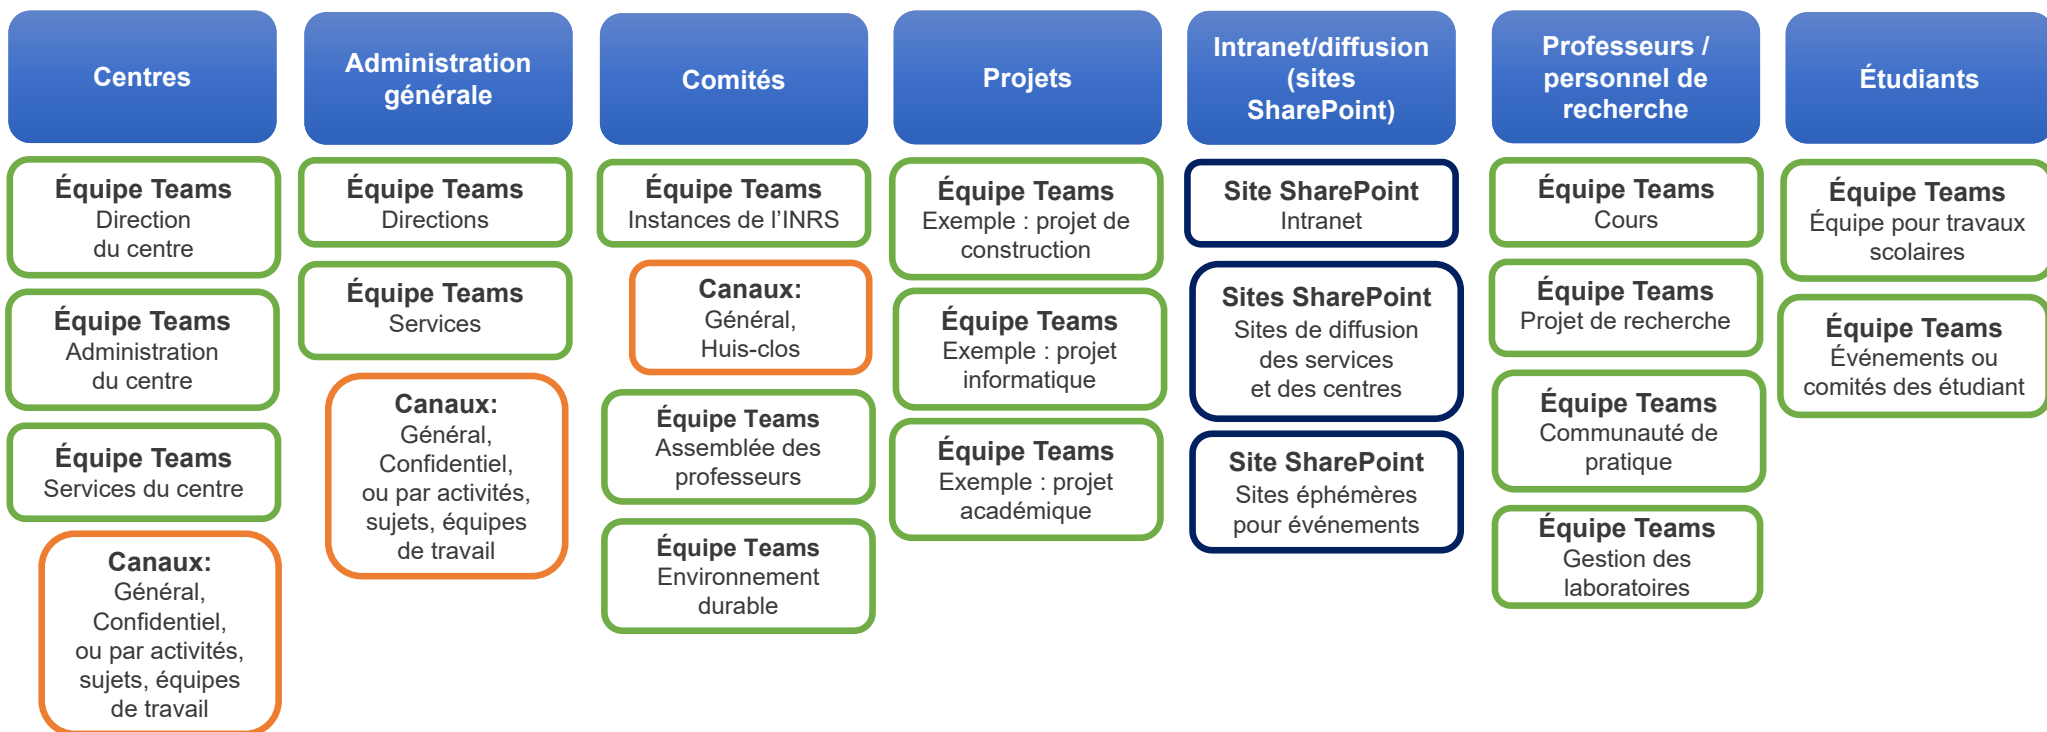 Centres
Administration
générale
Comités
Projets
Intranet/diffusion
(sites
SharePoint)
Professeurs /
personnel de
recherche
Étudiants
Équipe Teams
Direction
du centre
Équipe Teams
Administration
du centre
Équipe Teams
Services du centre
Canaux:
Général,
Confidentiel,
ou par activités,
sujets, équipes
de travail
Équipe Teams
Directions
Équipe Teams
Services
Canaux:
Général,
Confidentiel,
ou par activités,
sujets, équipes
de travail
Équipe Teams
Instances de l’INRS
Canaux:
Général,
Huis-clos
Équipe Teams
Assemblée des
professeurs
Équipe Teams
Environnement
durable
Équipe Teams
Exemple : projet de
construction
Équipe Teams
Exemple : projet
informatique
Équipe Teams
Exemple : projet
académique
Site SharePoint
Intranet
Sites SharePoint
Sites de diffusion
des services
et des centres
Site SharePoint
Sites éphémères
pour événements
Équipe Teams
Cours
Équipe Teams
Projet de recherche
Équipe Teams
Communauté de
pratique
Équipe Teams
Gestion des
laboratoires
Équipe Teams
Équipe pour travaux
scolaires
Équipe Teams
Événements ou
comités des étudiant